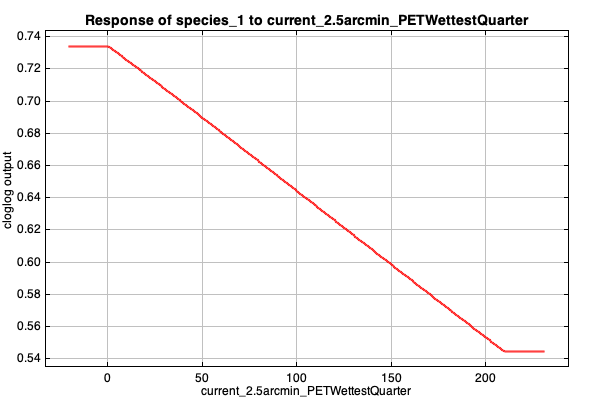 Response of species_1 to current_2.5arcmin_PETWettestQuarter
0.74
0.72
0.70
0.68
0.66
0.64
0.62
0.60
0.58
0.56
0.54
cloglog output
0 50 100 150 200
current_2.5arcmin_PETWettestQuarter